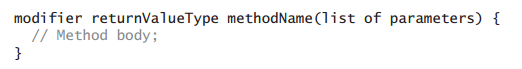 modifier returnValueType methodName(list of parameters) {
  // Method body;
}